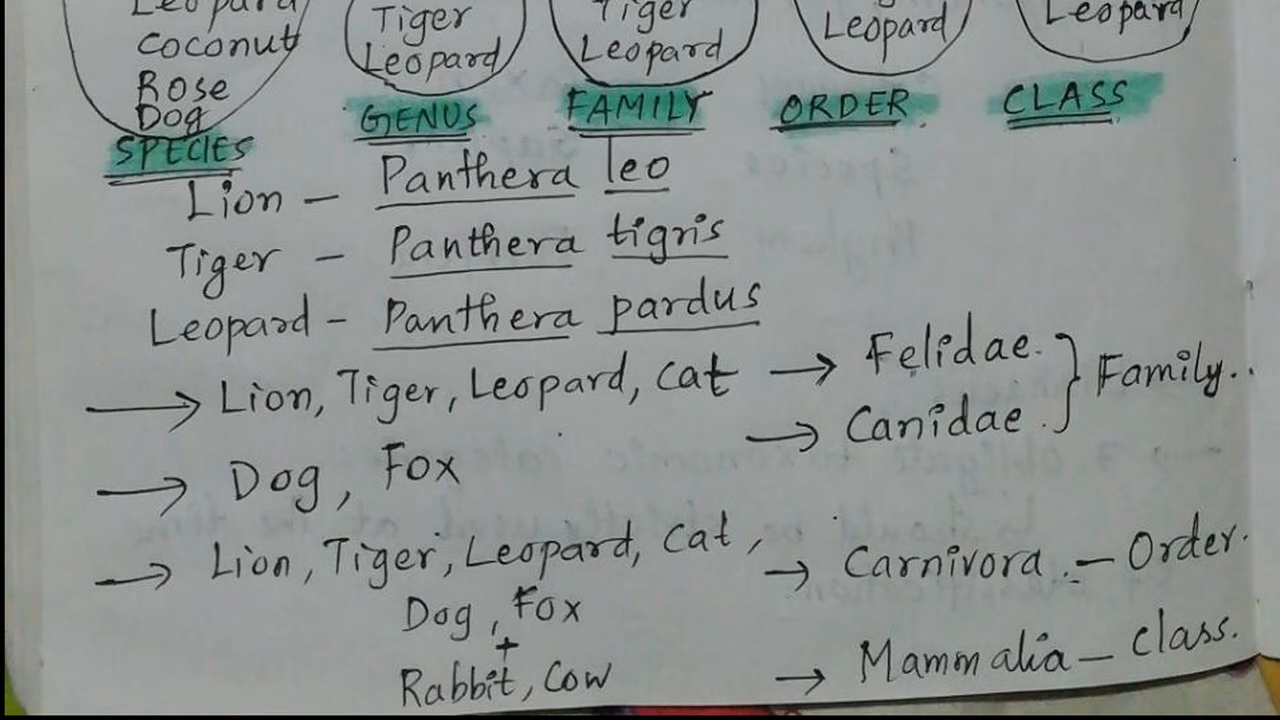 Leopard
Coconut
Rose
Dog
SPECIES
Tiger
Leopard
GENUS
Tiger
Leopard
FAMILY
Leopard
ORDER
Leopard
CLASS
Lion - Panthera leo
Tiger - Panthera tigris
Leopard - Panthera pardus
→ Lion, Tiger, Leopard, Cat → Felidae. } Family.
→ Dog, Fox → Canidae.
→ Lion, Tiger, Leopard, Cat, → Carnivora - Order.
Dog, Fox
+
Rabbit, Cow → Mammalia - Class.